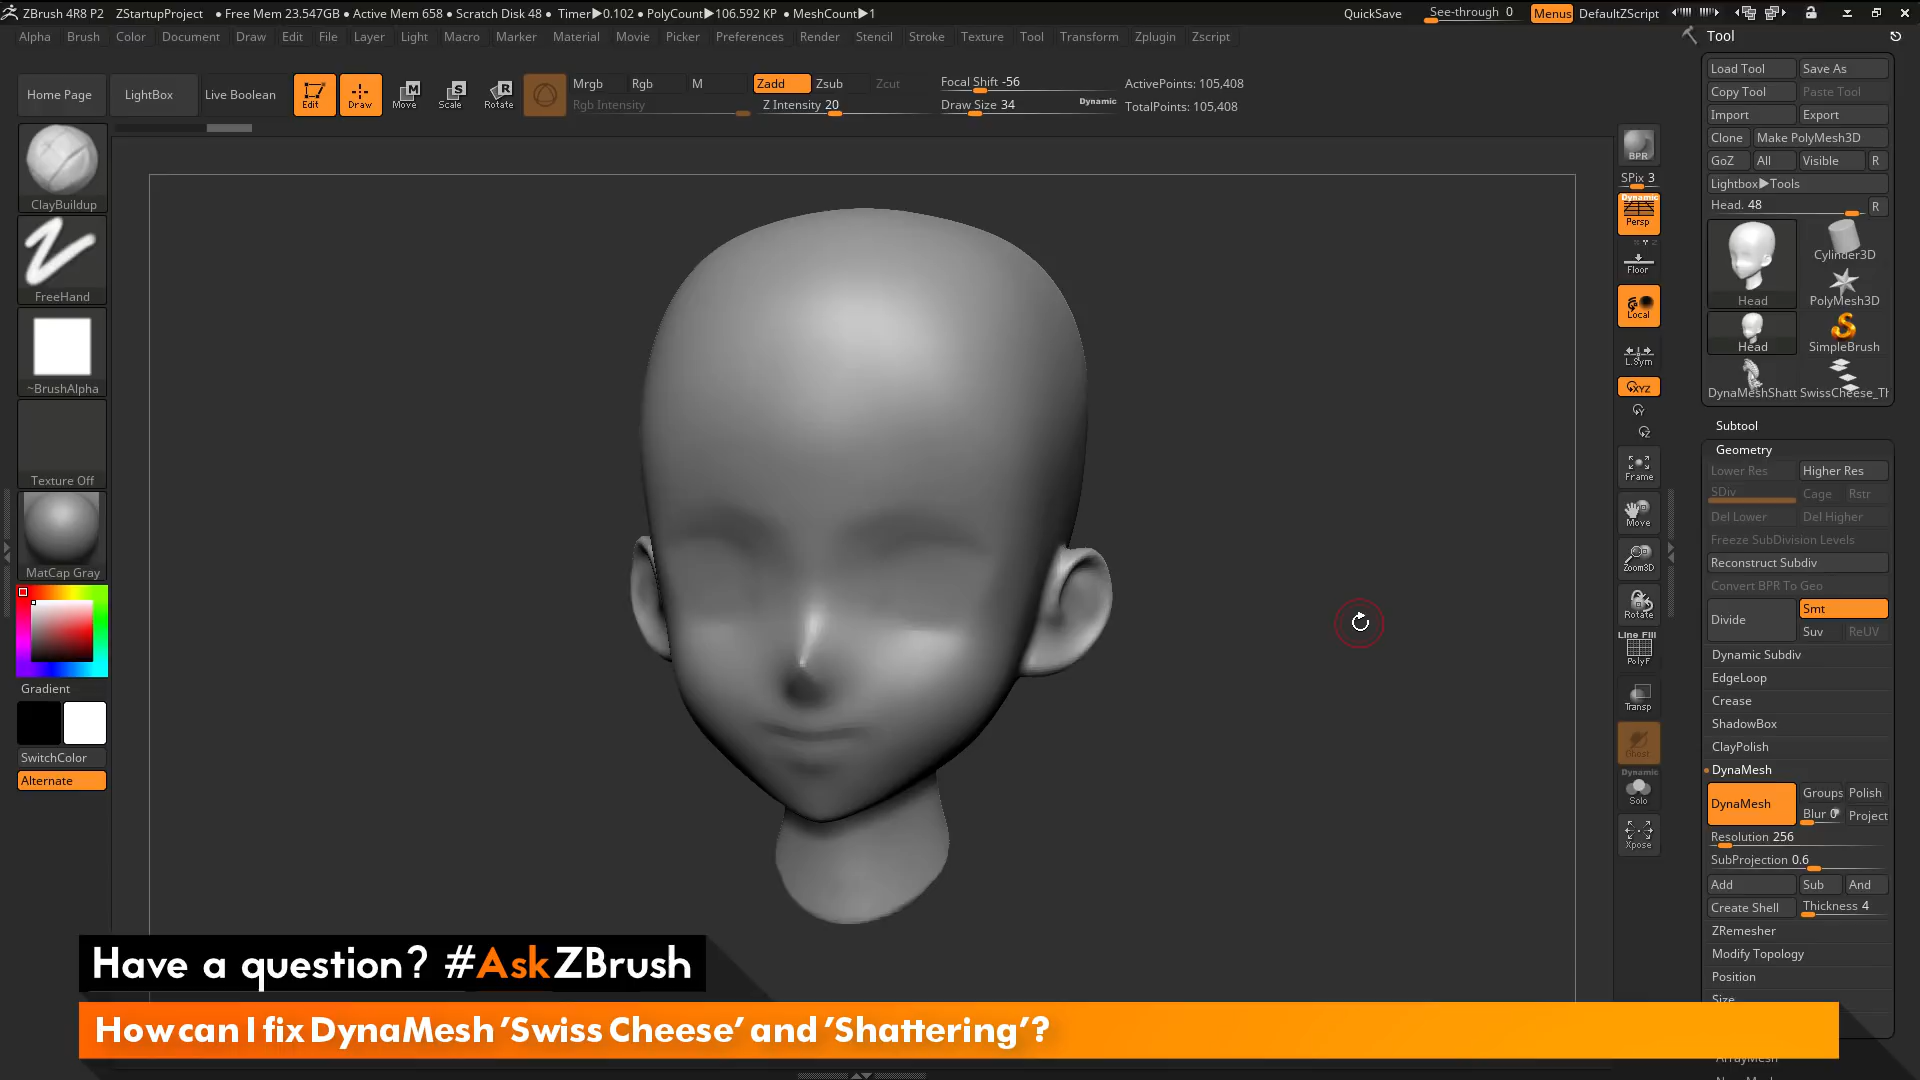 ZBrush 4R8 P2 ZStartupProject • Free Mem 23.547GB • Active Mem 658 • Scratch Disk 48 • Timer▶0.102 • PolyCount▶106.592 KP • MeshCount▶1 QuickSave See-through 0 Menus DefaultZScript
Alpha Brush Color Document Draw Edit File Layer Light Macro Marker Material Movie Picker Preferences Render Stencil Stroke Texture Tool Transform Zplugin Zscript
Home Page LightBox Live Boolean Edit Draw Move Scale Rotate
M S R
Mrgb Rgb M Zadd Zsub Zcut Focal Shift -56 ActivePoints: 105,408
Rgb Intensity Z Intensity 20 Draw Size 34 Dynamic TotalPoints: 105,408
ClayBuildup
FreeHand
~BrushAlpha
Texture Off
MatCap Gray
Gradient
SwitchColor
Alternate
BPR
SPix 3
Dynamic
Persp
Floor
Local
L.Sym
XYZ
Y
Z
Frame
Move
Zoom3D
Rotate
Line Fill
PolyF
Transp
Ghost
Dynamic
Solo
Xpose
Tool
Load Tool Save As
Copy Tool Paste Tool
Import Export
Clone Make PolyMesh3D
GoZ All Visible R
Lightbox▶Tools
Head. 48 R
Head Cylinder3D
PolyMesh3D
Head SimpleBrush
DynaMeshShatt SwissCheese_Th
Subtool
Geometry
Lower Res Higher Res
SDiv Cage Rstr
Del Lower Del Higher
Freeze SubDivision Levels
Reconstruct Subdiv
Convert BPR To Geo
Divide Smt
Suv ReUV
Dynamic Subdiv
EdgeLoop
Crease
ShadowBox
ClayPolish
DynaMesh
DynaMesh Groups Polish
Blur 0 Project
Resolution 256
SubProjection 0.6
Add Sub And
Create Shell Thickness 4
ZRemesher
Modify Topology
Position
Size
Have a question? #AskZBrush
How can I fix DynaMesh 'Swiss Cheese' and 'Shattering'?